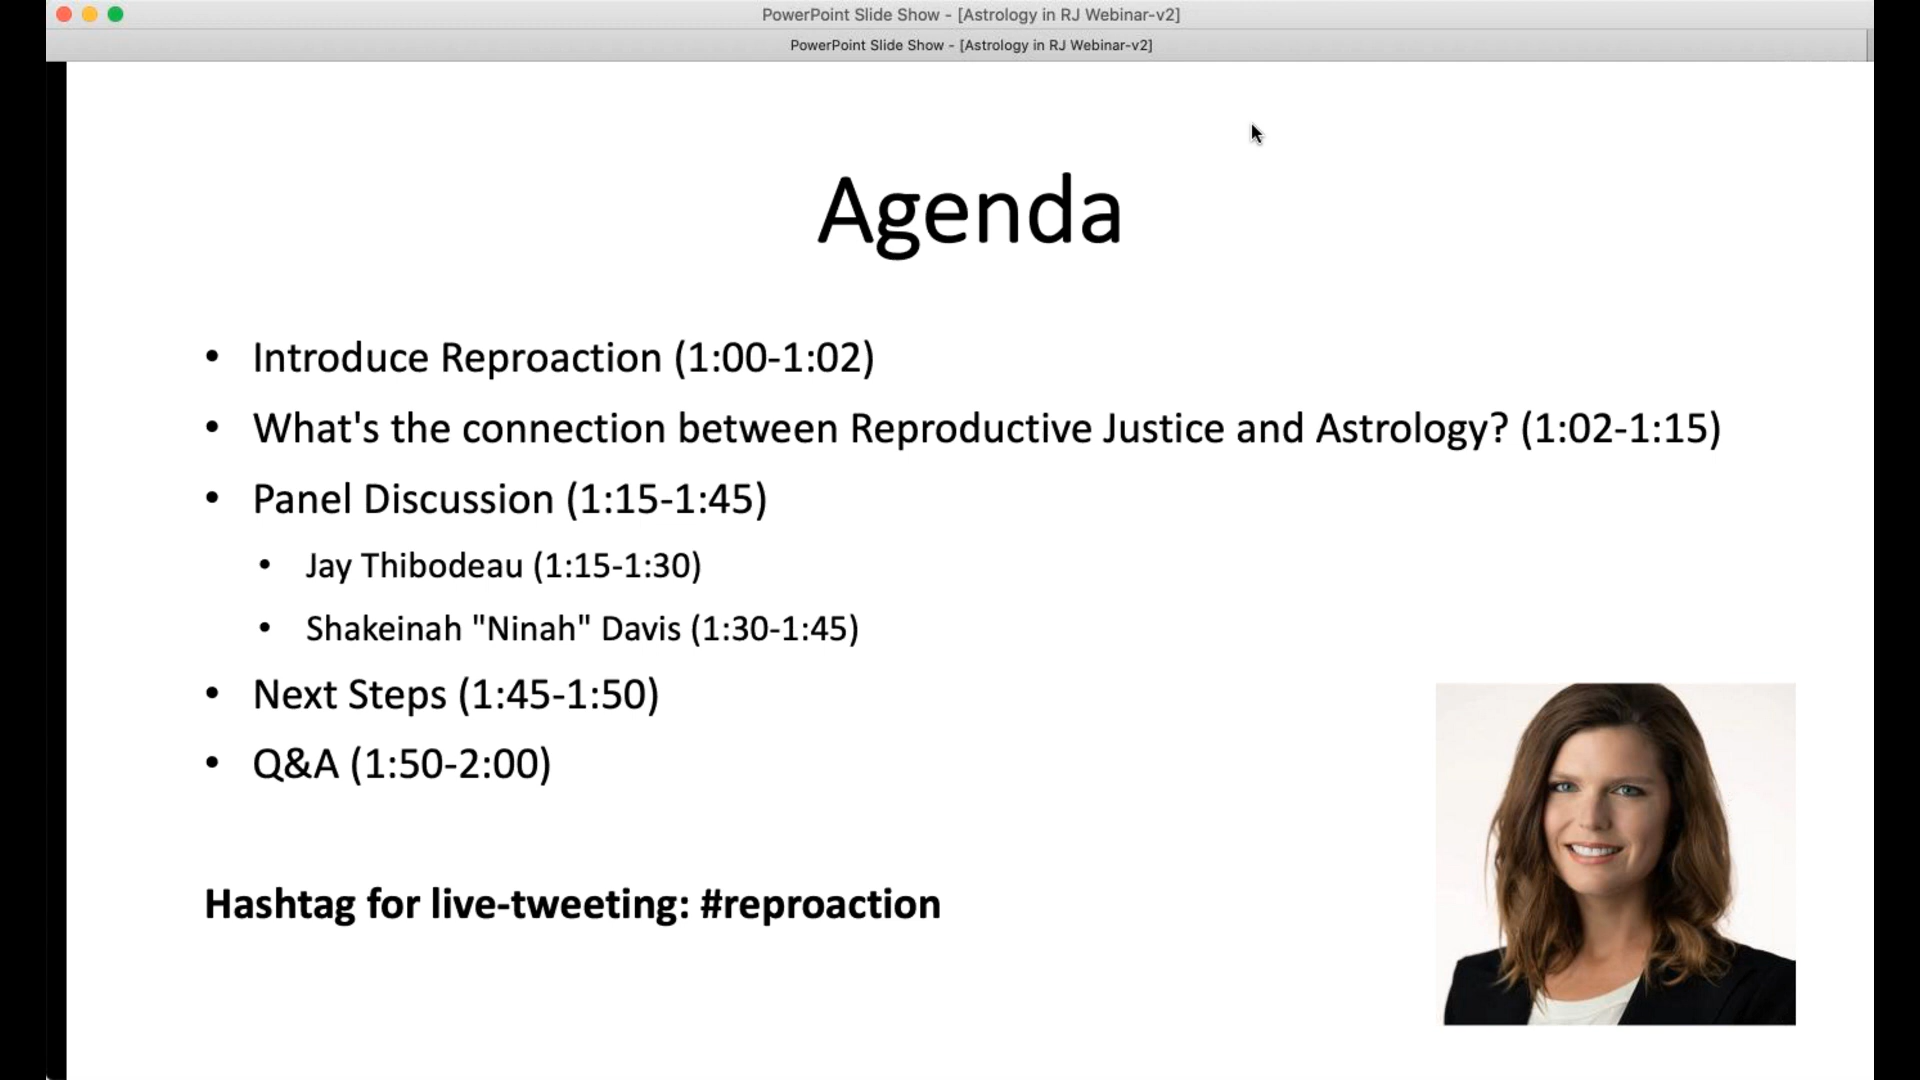 PowerPoint Slide Show - [Astrology in RJ Webinar-v2]
PowerPoint Slide Show - [Astrology in RJ Webinar-v2]
Agenda
• Introduce Reproaction (1:00-1:02)
• What's the connection between Reproductive Justice and Astrology? (1:02-1:15)
• Panel Discussion (1:15-1:45)
• Jay Thibodeau (1:15-1:30)
• Shakeinah "Ninah" Davis (1:30-1:45)
• Next Steps (1:45-1:50)
• Q&A (1:50-2:00)
Hashtag for live-tweeting: #reproaction